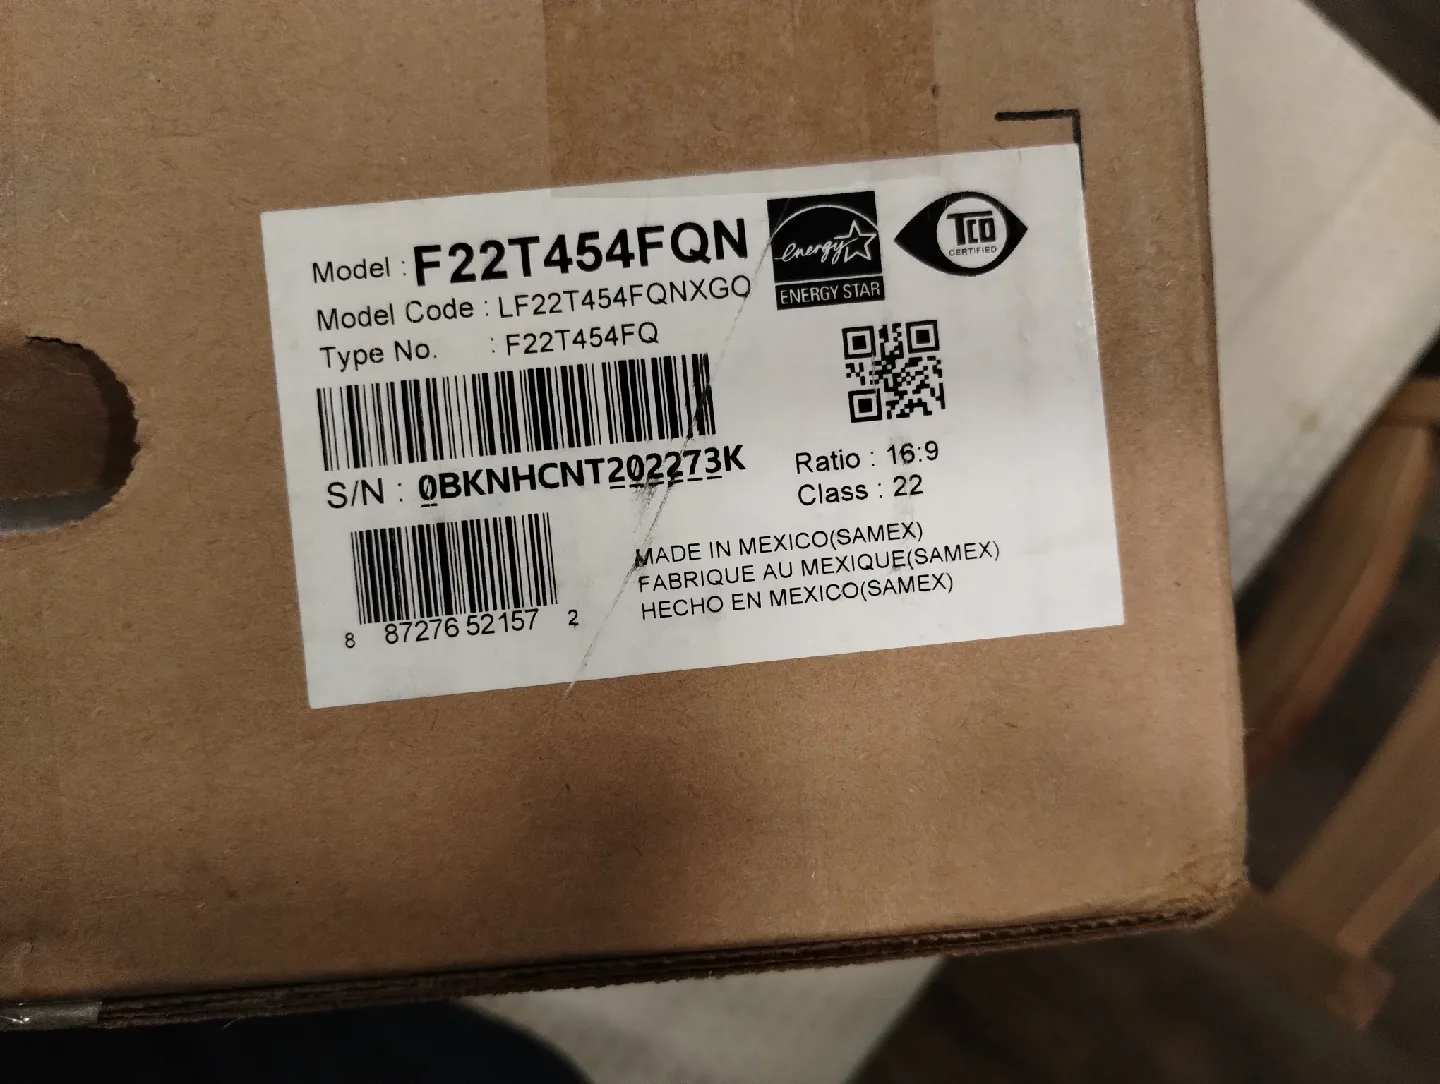 Model : F22T454FQN
Model Code : LF22T454FQNXGO
Type No. : F22T454FQ
S/N : 0BKNHCNT202273K
8 87276 52157 2
energy
ENERGY STAR
TCO
CERTIFIED
Ratio : 16:9
Class : 22
MADE IN MEXICO(SAMEX)
FABRIQUE AU MEXIQUE(SAMEX)
HECHO EN MEXICO(SAMEX)